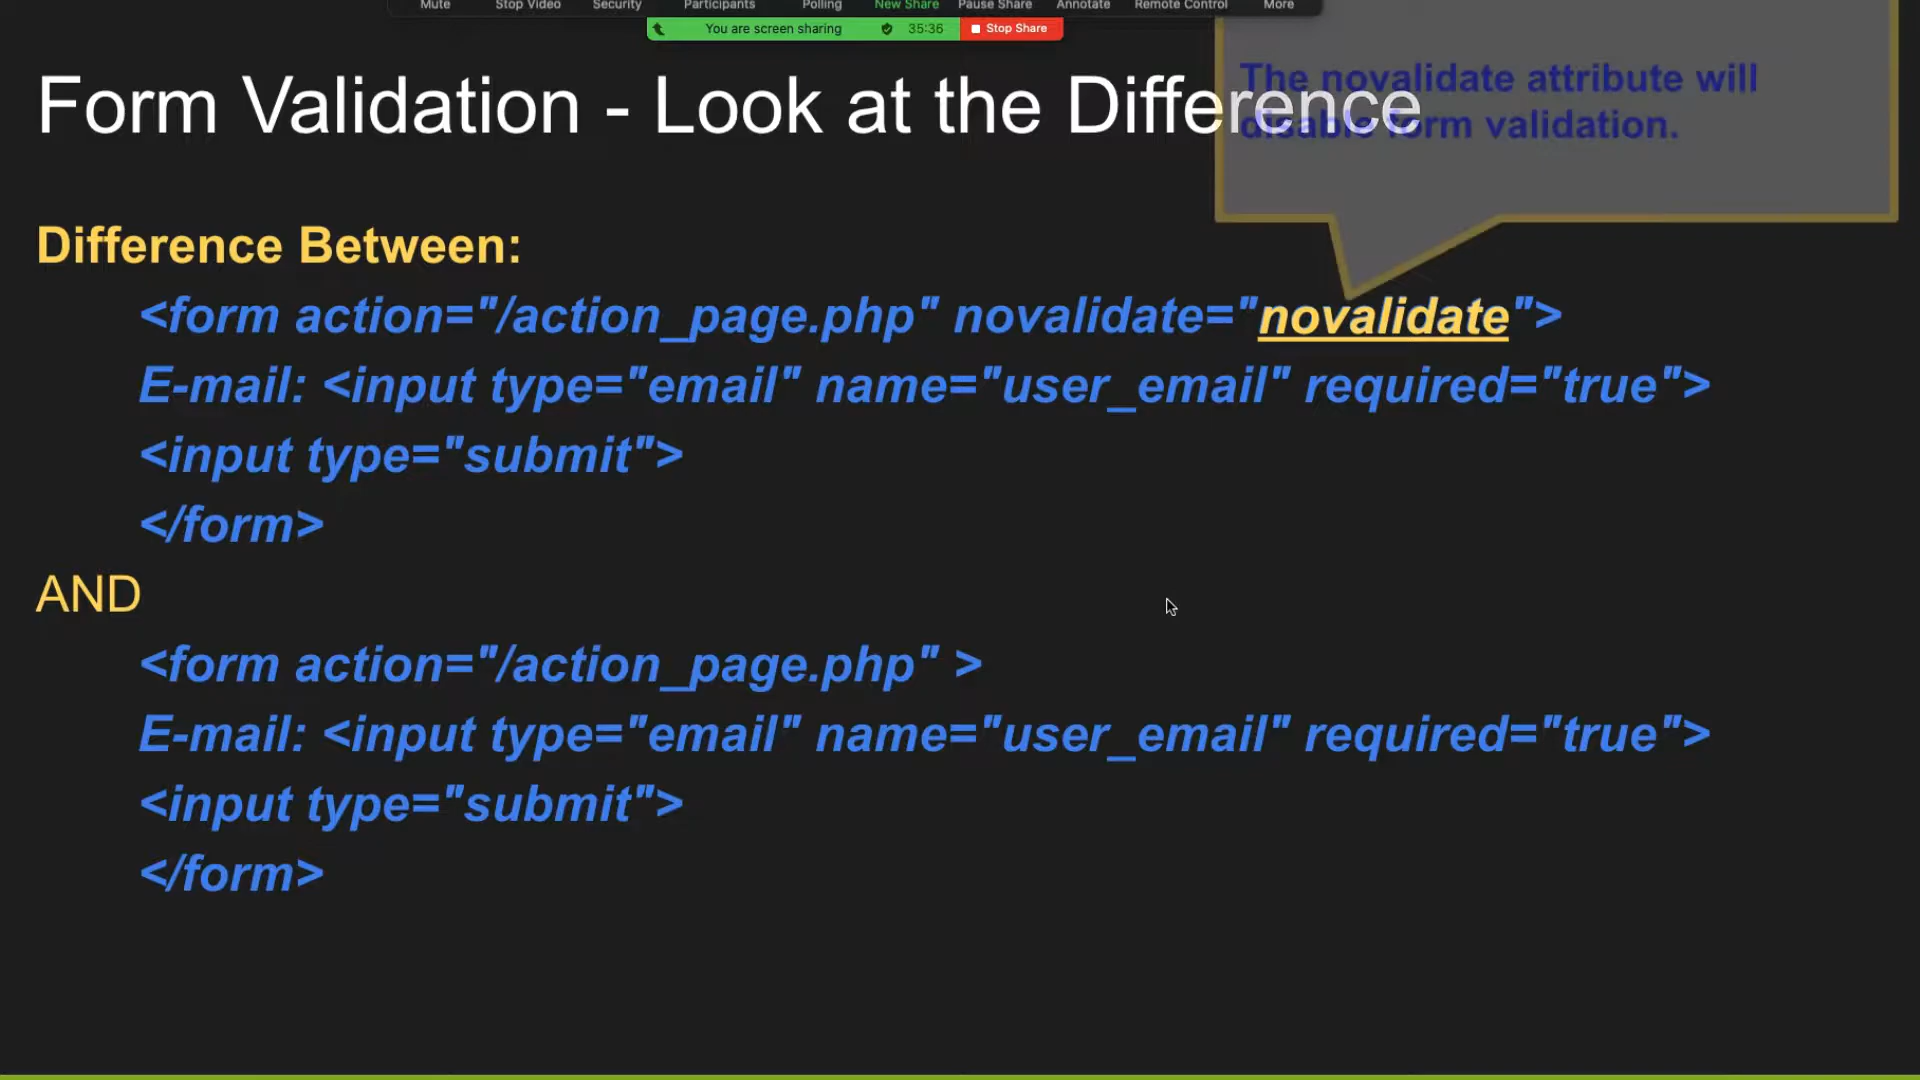 Mute Stop Video Security Participants Polling New Share Pause Share Annotate Remote Control More
You are screen sharing 35:36 Stop Share
The novalidate attribute will
disable form validation.
Form Validation - Look at the Difference
Difference Between:
<form action="/action_page.php" novalidate="novalidate">
E-mail: <input type="email" name="user_email" required="true">
<input type="submit">
</form>
AND
<form action="/action_page.php" >
E-mail: <input type="email" name="user_email" required="true">
<input type="submit">
</form>